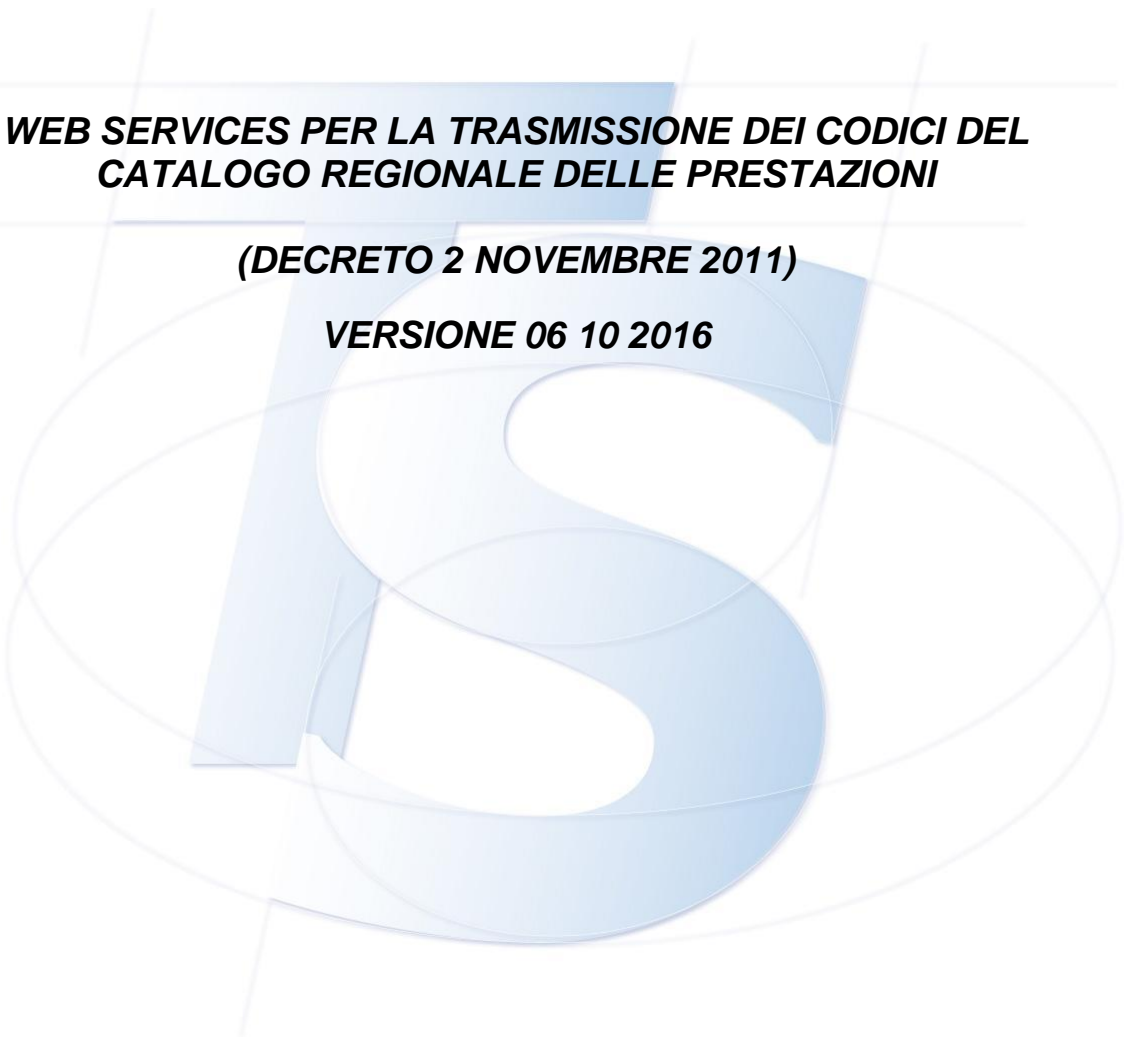 WEB SERVICES PER LA TRASMISSIONE DEI CODICI DEL
CATALOGO REGIONALE DELLE PRESTAZIONI
(DECRETO 2 NOVEMBRE 2011)
VERSIONE 06 10 2016
TS